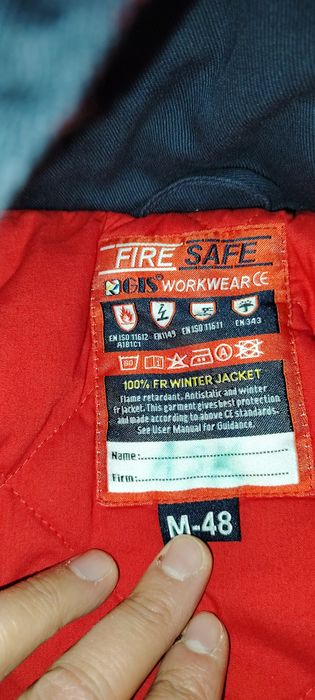 FIRE SAFE
GIS WORKWEAR CE
EN ISO 11612 EN1149 EN ISO 11611 EN 343
A1B1C1
A
100% FR WINTER JACKET
Flame retardant. Antistatic and winter
fr Jacket. This garment gives best protection
and made according to above CE standards.
See User Manual for Guidance.
Name:
Firm:
M-48